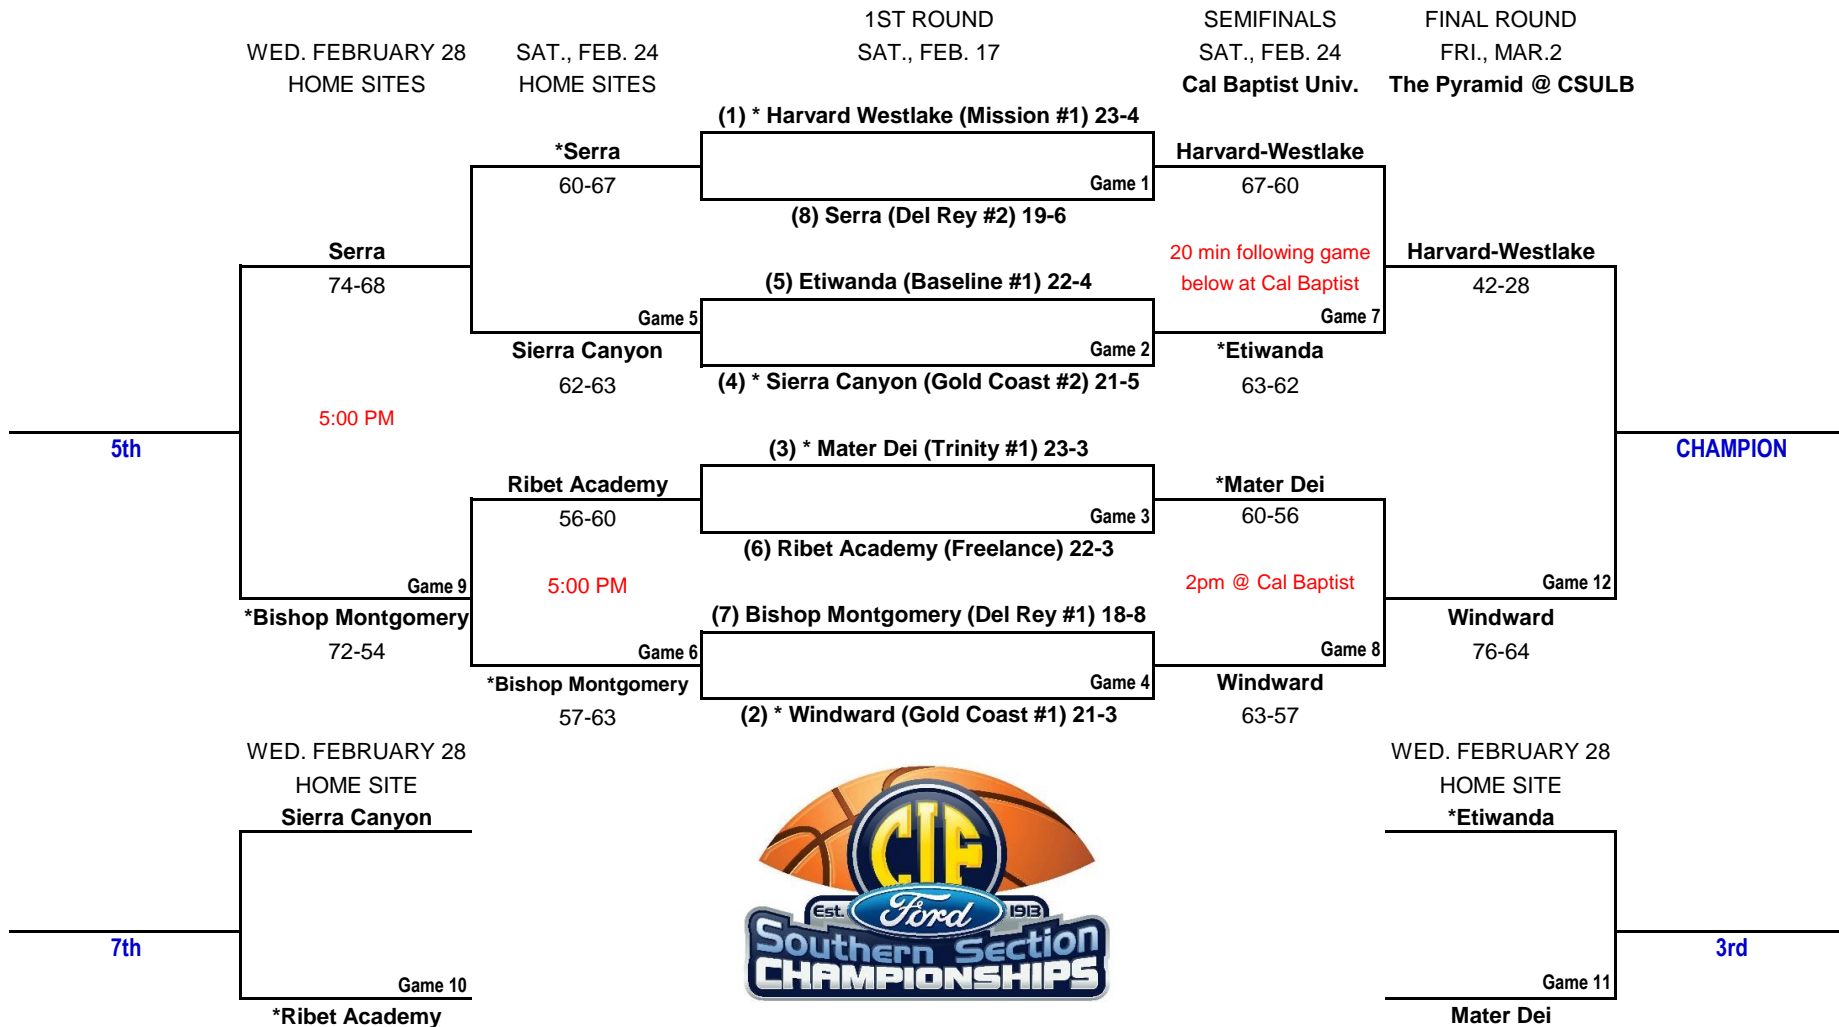 1ST ROUND
SEMIFINALS
FINAL ROUND
WED. FEBRUARY 28
SAT., FEB. 24
SAT., FEB. 17
SAT., FEB. 24
FRI., MAR.2
HOME SITES
HOME SITES
Cal Baptist Univ.
The Pyramid @ CSULB
(1) * Harvard Westlake (Mission #1) 23-4
*Serra
Harvard-Westlake
60-67
Game 1
67-60
(8) Serra (Del Rey #2) 19-6
Serra
20 min following game
below at Cal Baptist
Harvard-Westlake
74-68
(5) Etiwanda (Baseline #1) 22-4
42-28
Game 5
Game 7
Sierra Canyon
Game 2
*Etiwanda
62-63
(4) * Sierra Canyon (Gold Coast #2) 21-5
63-62
5:00 PM
5th
(3) * Mater Dei (Trinity #1) 23-3
CHAMPION
Ribet Academy
*Mater Dei
56-60
Game 3
60-56
(6) Ribet Academy (Freelance) 22-3
Game 9
5:00 PM
2pm @ Cal Baptist
Game 12
*Bishop Montgomery
(7) Bishop Montgomery (Del Rey #1) 18-8
Windward
72-54
Game 6
Game 8
76-64
*Bishop Montgomery
Game 4
Windward
57-63
(2) * Windward (Gold Coast #1) 21-3
63-57
WED. FEBRUARY 28
WED. FEBRUARY 28
HOME SITE
HOME SITE
Sierra Canyon
*Etiwanda
CIF
Est.
Ford
1913
Southern Section
CHAMPIONSHIPS
7th
3rd
Game 10
Game 11
*Ribet Academy
Mater Dei